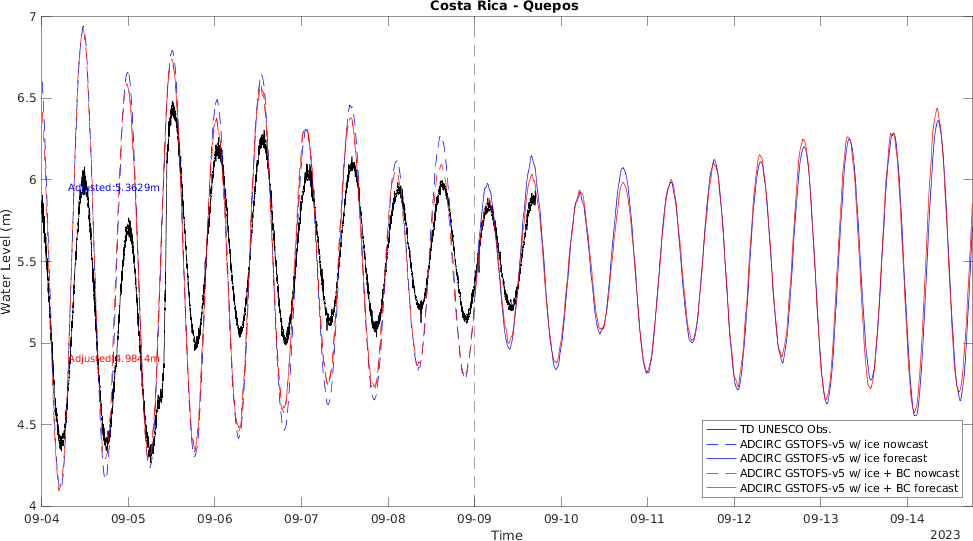 Costa Rica - Quepos
7
6.5
6
5.5
5
4.5
4
Water Level (m)
Adjusted:5.3629m
Adjusted:4.9844m
TD UNESCO Obs.
ADCIRC GSTOFS-v5 w/ ice nowcast
ADCIRC GSTOFS-v5 w/ ice forecast
ADCIRC GSTOFS-v5 w/ ice + BC nowcast
ADCIRC GSTOFS-v5 w/ ice + BC forecast
09-04 09-05 09-06 09-07 09-08 09-09 09-10 09-11 09-12 09-13 09-14
Time
2023